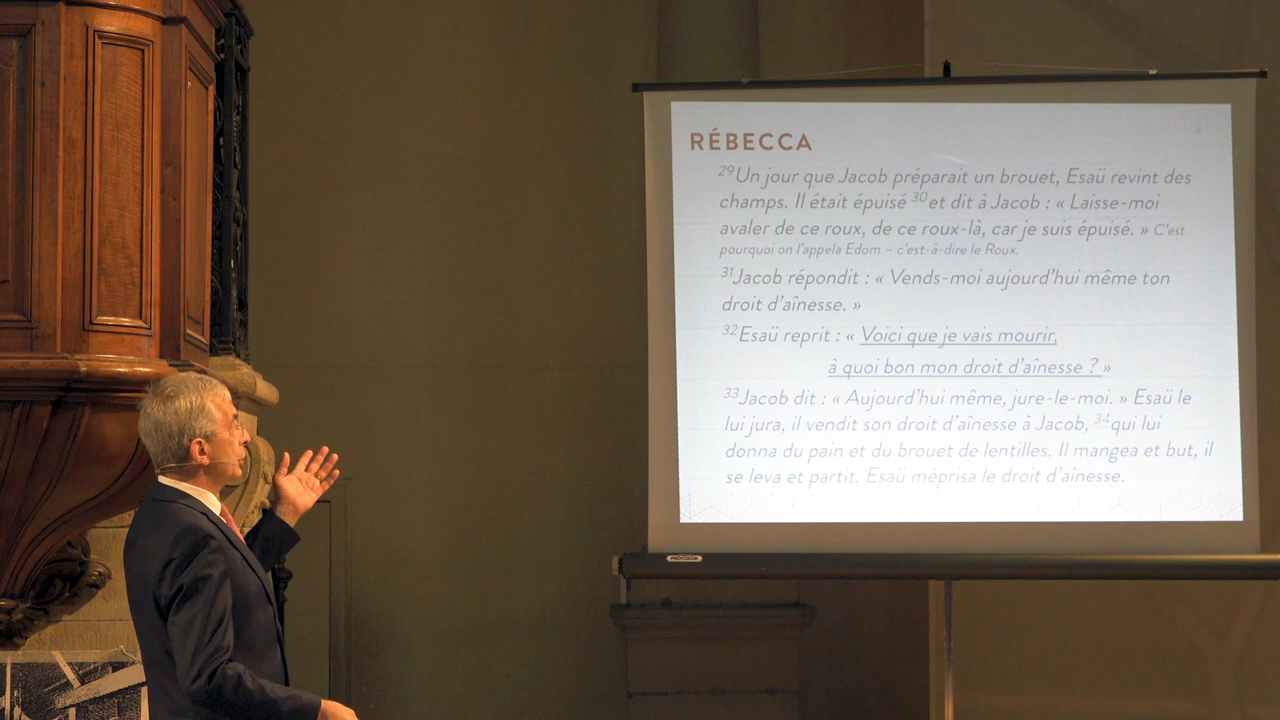 RÉBECCA
29Un jour que Jacob préparait un brouet, Esaü revint des
champs. Il était épuisé 30et dit à Jacob : « Laisse-moi
avaler de ce roux, de ce roux-là, car je suis épuisé. » C'est
pourquoi on l'appela Edom – c'est-à-dire le Roux.
31Jacob répondit : « Vends-moi aujourd'hui même ton
droit d'aînesse. »
32Esaü reprit : « Voici que je vais mourir,
à quoi bon mon droit d'aînesse ? »
33Jacob dit : « Aujourd'hui même, jure-le-moi. » Esaü le
lui jura, il vendit son droit d'aînesse à Jacob, 34qui lui
donna du pain et du brouet de lentilles. Il mangea et but, il
se leva et partit. Esaü méprisa le droit d'aînesse.
PROCOLOR